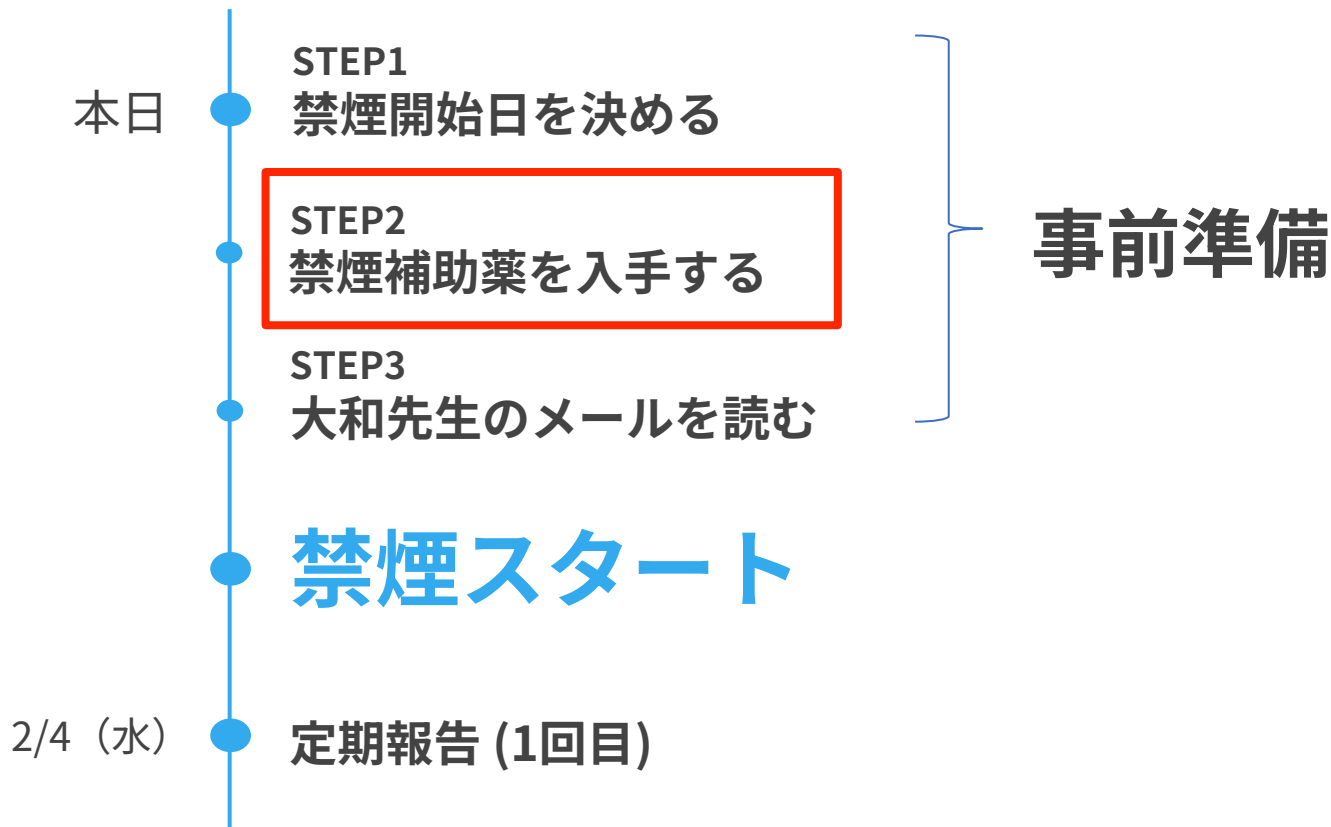 STEP1
本日
禁煙開始日を決める
STEP2
禁煙補助薬を入手する
事前準備
STEP3
大和先生のメールを読む
禁煙スタート
2/4（水）
定期報告 (1回目)